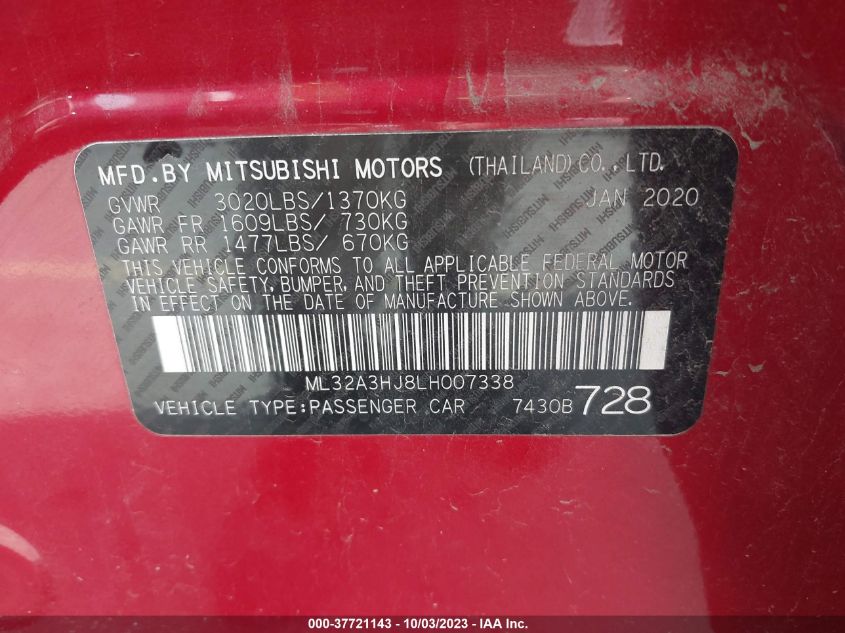 MFD.BY MITSUBISHI MOTORS (THAILAND)CO.,LTD.
GVWR 3020LBS/1370KG JAN 2020
GAWR FR 1609LBS/ 730KG
GAWR RR 1477LBS/ 670KG
THIS VEHICLE CONFORMS TO ALL APPLICABLE FEDERAL MOTOR
VEHICLE SAFETY, BUMPER, AND THEFT PREVENTION STANDARDS
IN EFFECT ON THE DATE OF MANUFACTURE SHOWN ABOVE.
ML32A3HJ8LH007338
VEHICLE TYPE:PASSENGER CAR 7430B 728
000-37721143 - 10/03/2023 - IAA Inc.